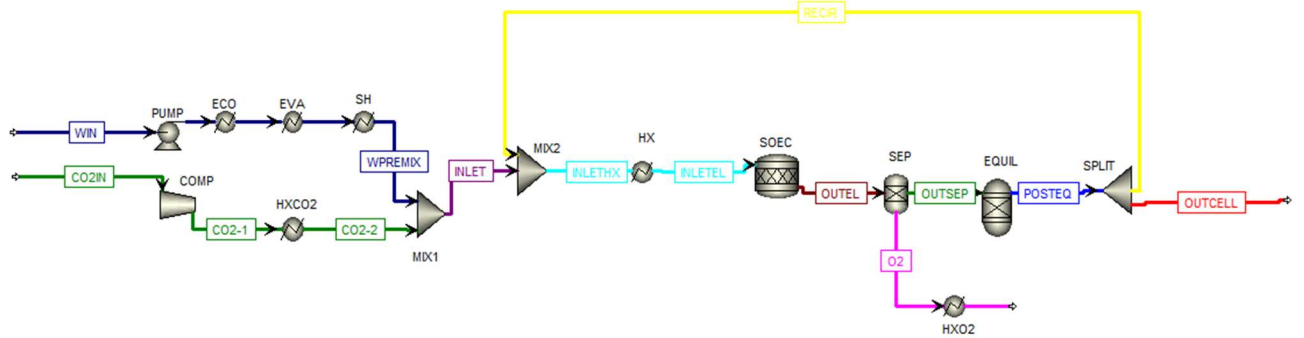 RECIR
PUMP
ECO
EVA
SH
WIN
WPREMIX
CO2IN
COMP
CO2-1
HXCO2
CO2-2
MIX1
INLET
MIX2
INLETHX
HX
INLETEL
SOEC
OUTEL
SEP
OUTSEP
EQUIL
POSTEQ
SPLIT
OUTCELL
O2
HXO2